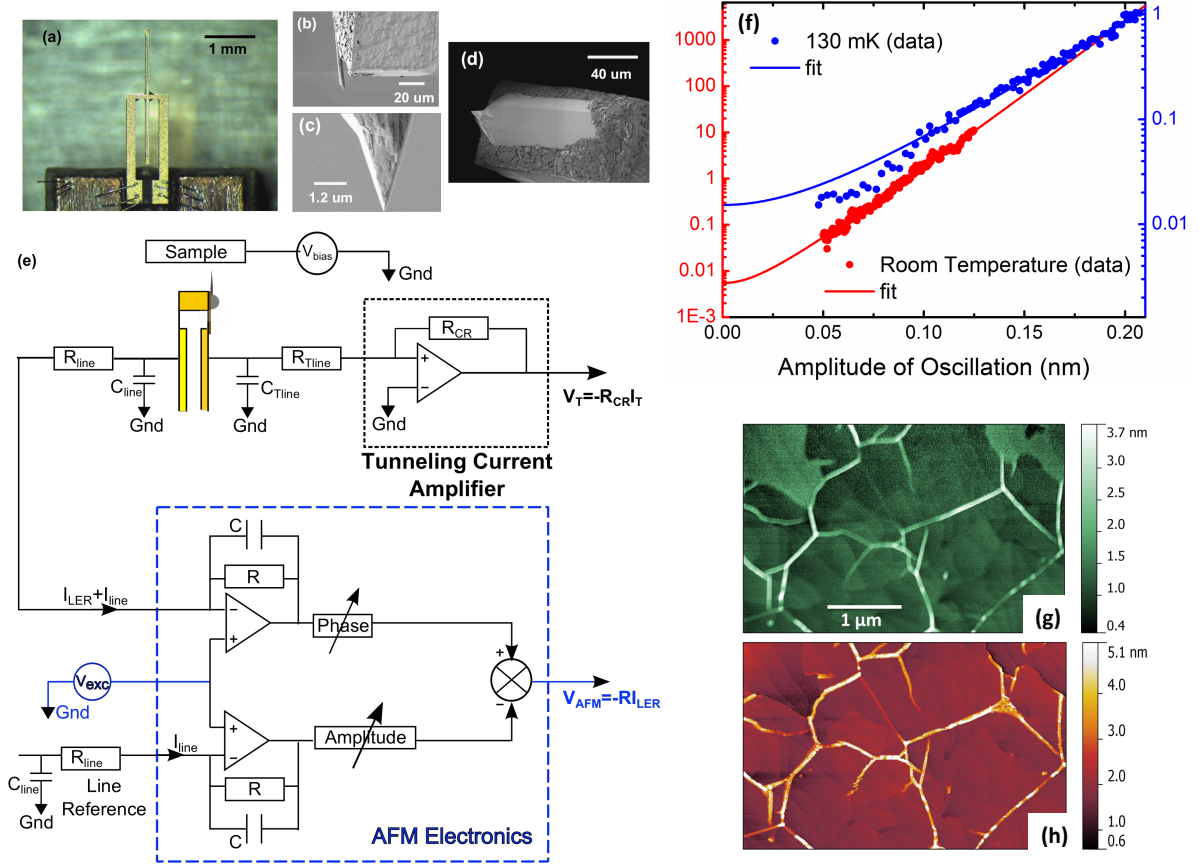 (a)
1 mm
(b)
20 um
(c)
1.2 um
(d)
40 um
(e)
Sample
Vbias
Gnd
Rline
Cline
Gnd
CTline
Gnd
RTline
RCR
+
−
Gnd
VT=-RCRIT
Tunneling Current
Amplifier
C
R
ILER+Iline
−
+
Phase
+
Vexc
Gnd
VAFM=-RILER
−
+
−
Amplitude
Iline
Rline
Cline
Line
Reference
Gnd
R
C
AFM Electronics
(f)
130 mK (data)
fit
Room Temperature (data)
fit
1000
100
10
1
0.1
0.01
1E-3
1
0.1
0.01
0.00
0.05
0.10
0.15
0.20
Amplitude of Oscillation (nm)
3.7 nm
3.0
2.5
2.0
1.5
1.0
0.4
1 µm
(g)
5.1 nm
4.0
3.0
2.0
1.0
0.6
(h)